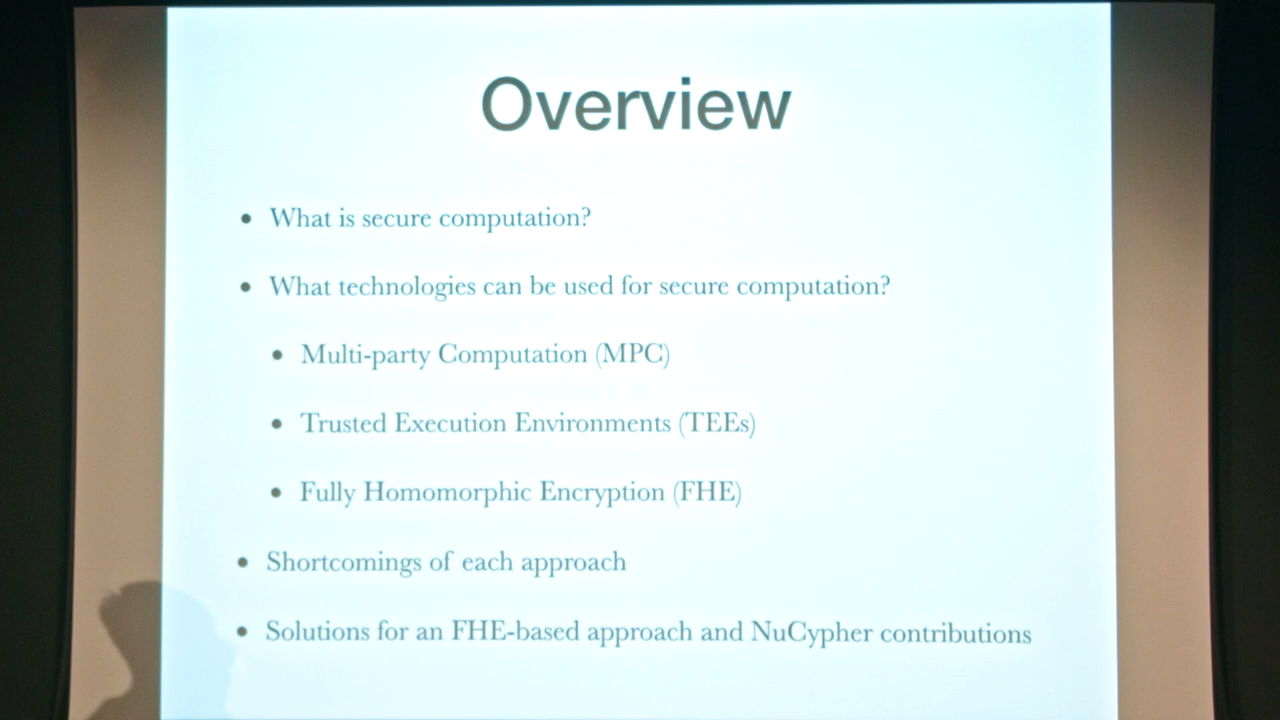 Overview
• What is secure computation?
• What technologies can be used for secure computation?
• Multi-party Computation (MPC)
• Trusted Execution Environments (TEEs)
• Fully Homomorphic Encryption (FHE)
• Shortcomings of each approach
• Solutions for an FHE-based approach and NuCypher contributions